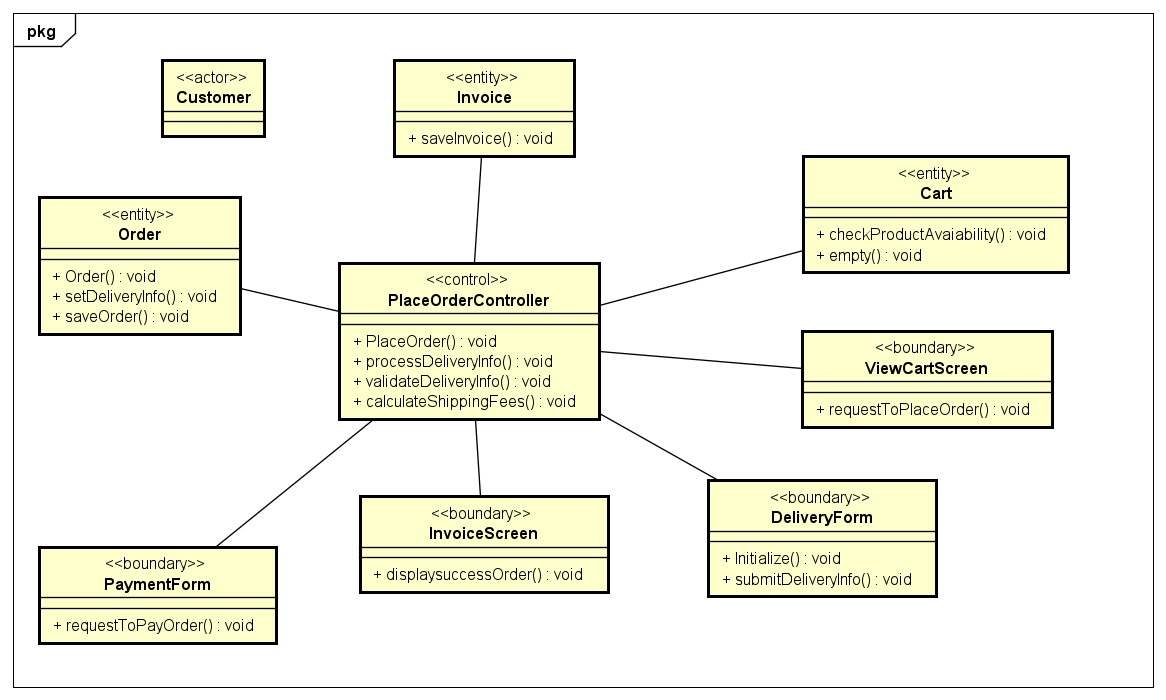 pkg
<<actor>>
Customer
<<entity>>
Invoice
+ saveInvoice() : void
<<entity>>
Cart
+ checkProductAvaiability() : void
+ empty() : void
<<entity>>
Order
+ Order() : void
+ setDeliveryInfo() : void
+ saveOrder() : void
<<control>>
PlaceOrderController
+ PlaceOrder() : void
+ processDeliveryInfo() : void
+ validateDeliveryInfo() : void
+ calculateShippingFees() : void
<<boundary>>
ViewCartScreen
+ requestToPlaceOrder() : void
<<boundary>>
DeliveryForm
+ Initialize() : void
+ submitDeliveryInfo() : void
<<boundary>>
InvoiceScreen
+ displaysuccessOrder() : void
<<boundary>>
PaymentForm
+ requestToPayOrder() : void